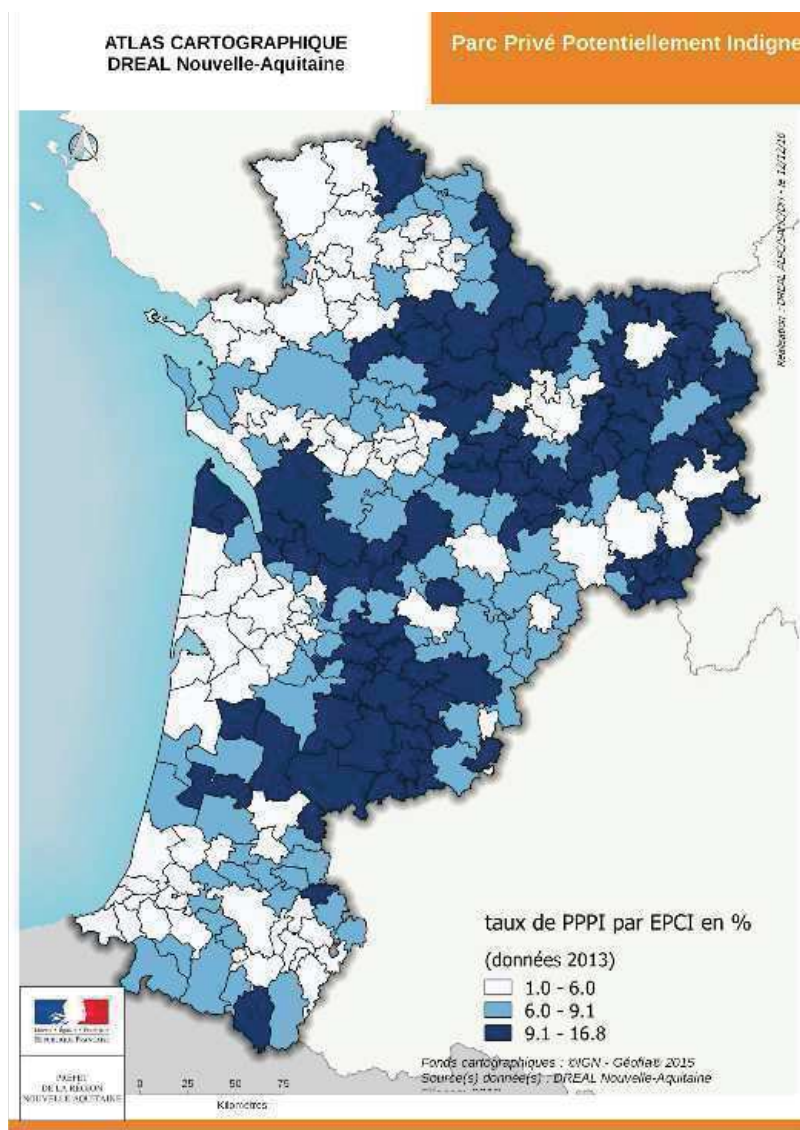 ATLAS CARTOGRAPHIQUE
DREAL Nouvelle-Aquitaine
Parc Privé Potentiellement Indigne
taux de PPPI par EPCI en %
(données 2013)
1.0 - 6.0
6.0 - 9.1
9.1 - 16.8
Fonds cartographiques : ©IGN - Géofla® 2015
Source(s) donnée(s) : DREAL Nouvelle-Aquitaine
RÉPUBLIQUE FRANÇAISE
PRÉFET
DE LA RÉGION
NOUVELLE-AQUITAINE
0 25 50 75
Kilomètres